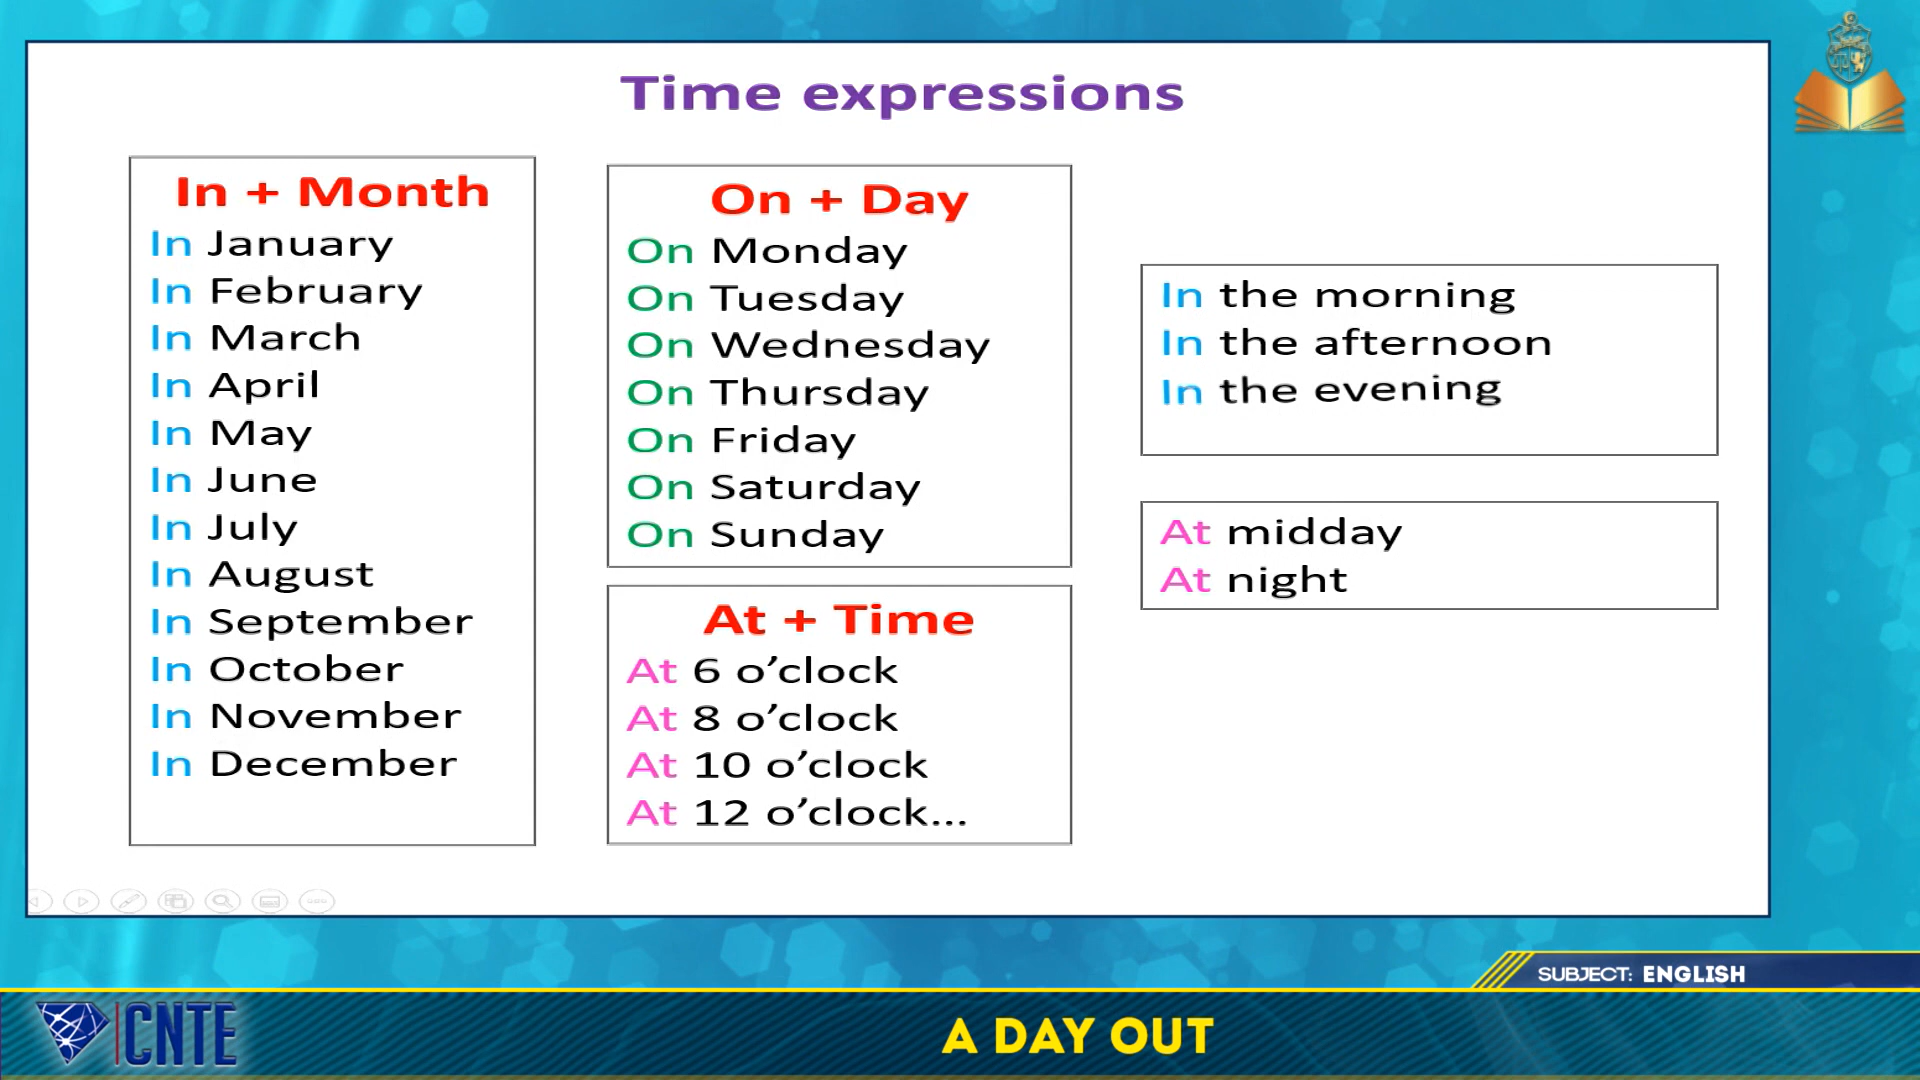 Time expressions
In + Month
In January
In February
In March
In April
In May
In June
In July
In August
In September
In October
In November
In December
On + Day
On Monday
On Tuesday
On Wednesday
On Thursday
On Friday
On Saturday
On Sunday
At + Time
At 6 o’clock
At 8 o’clock
At 10 o’clock
At 12 o’clock...
In the morning
In the afternoon
In the evening
At midday
At night
SUBJECT: ENGLISH
CNTE
A DAY OUT